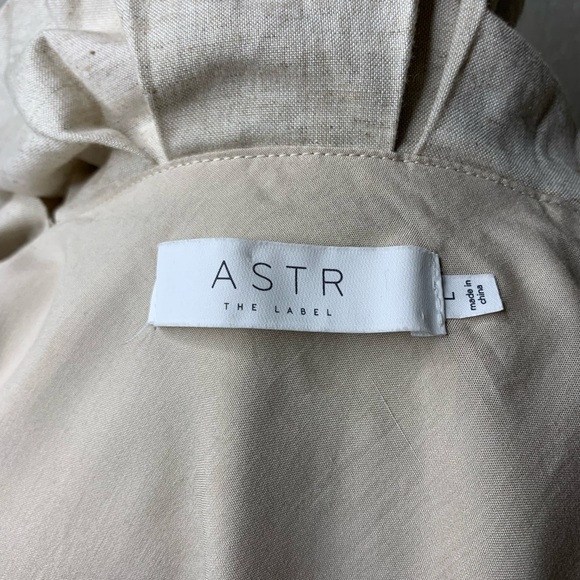 ASTR
THE LABEL
L
made in
china